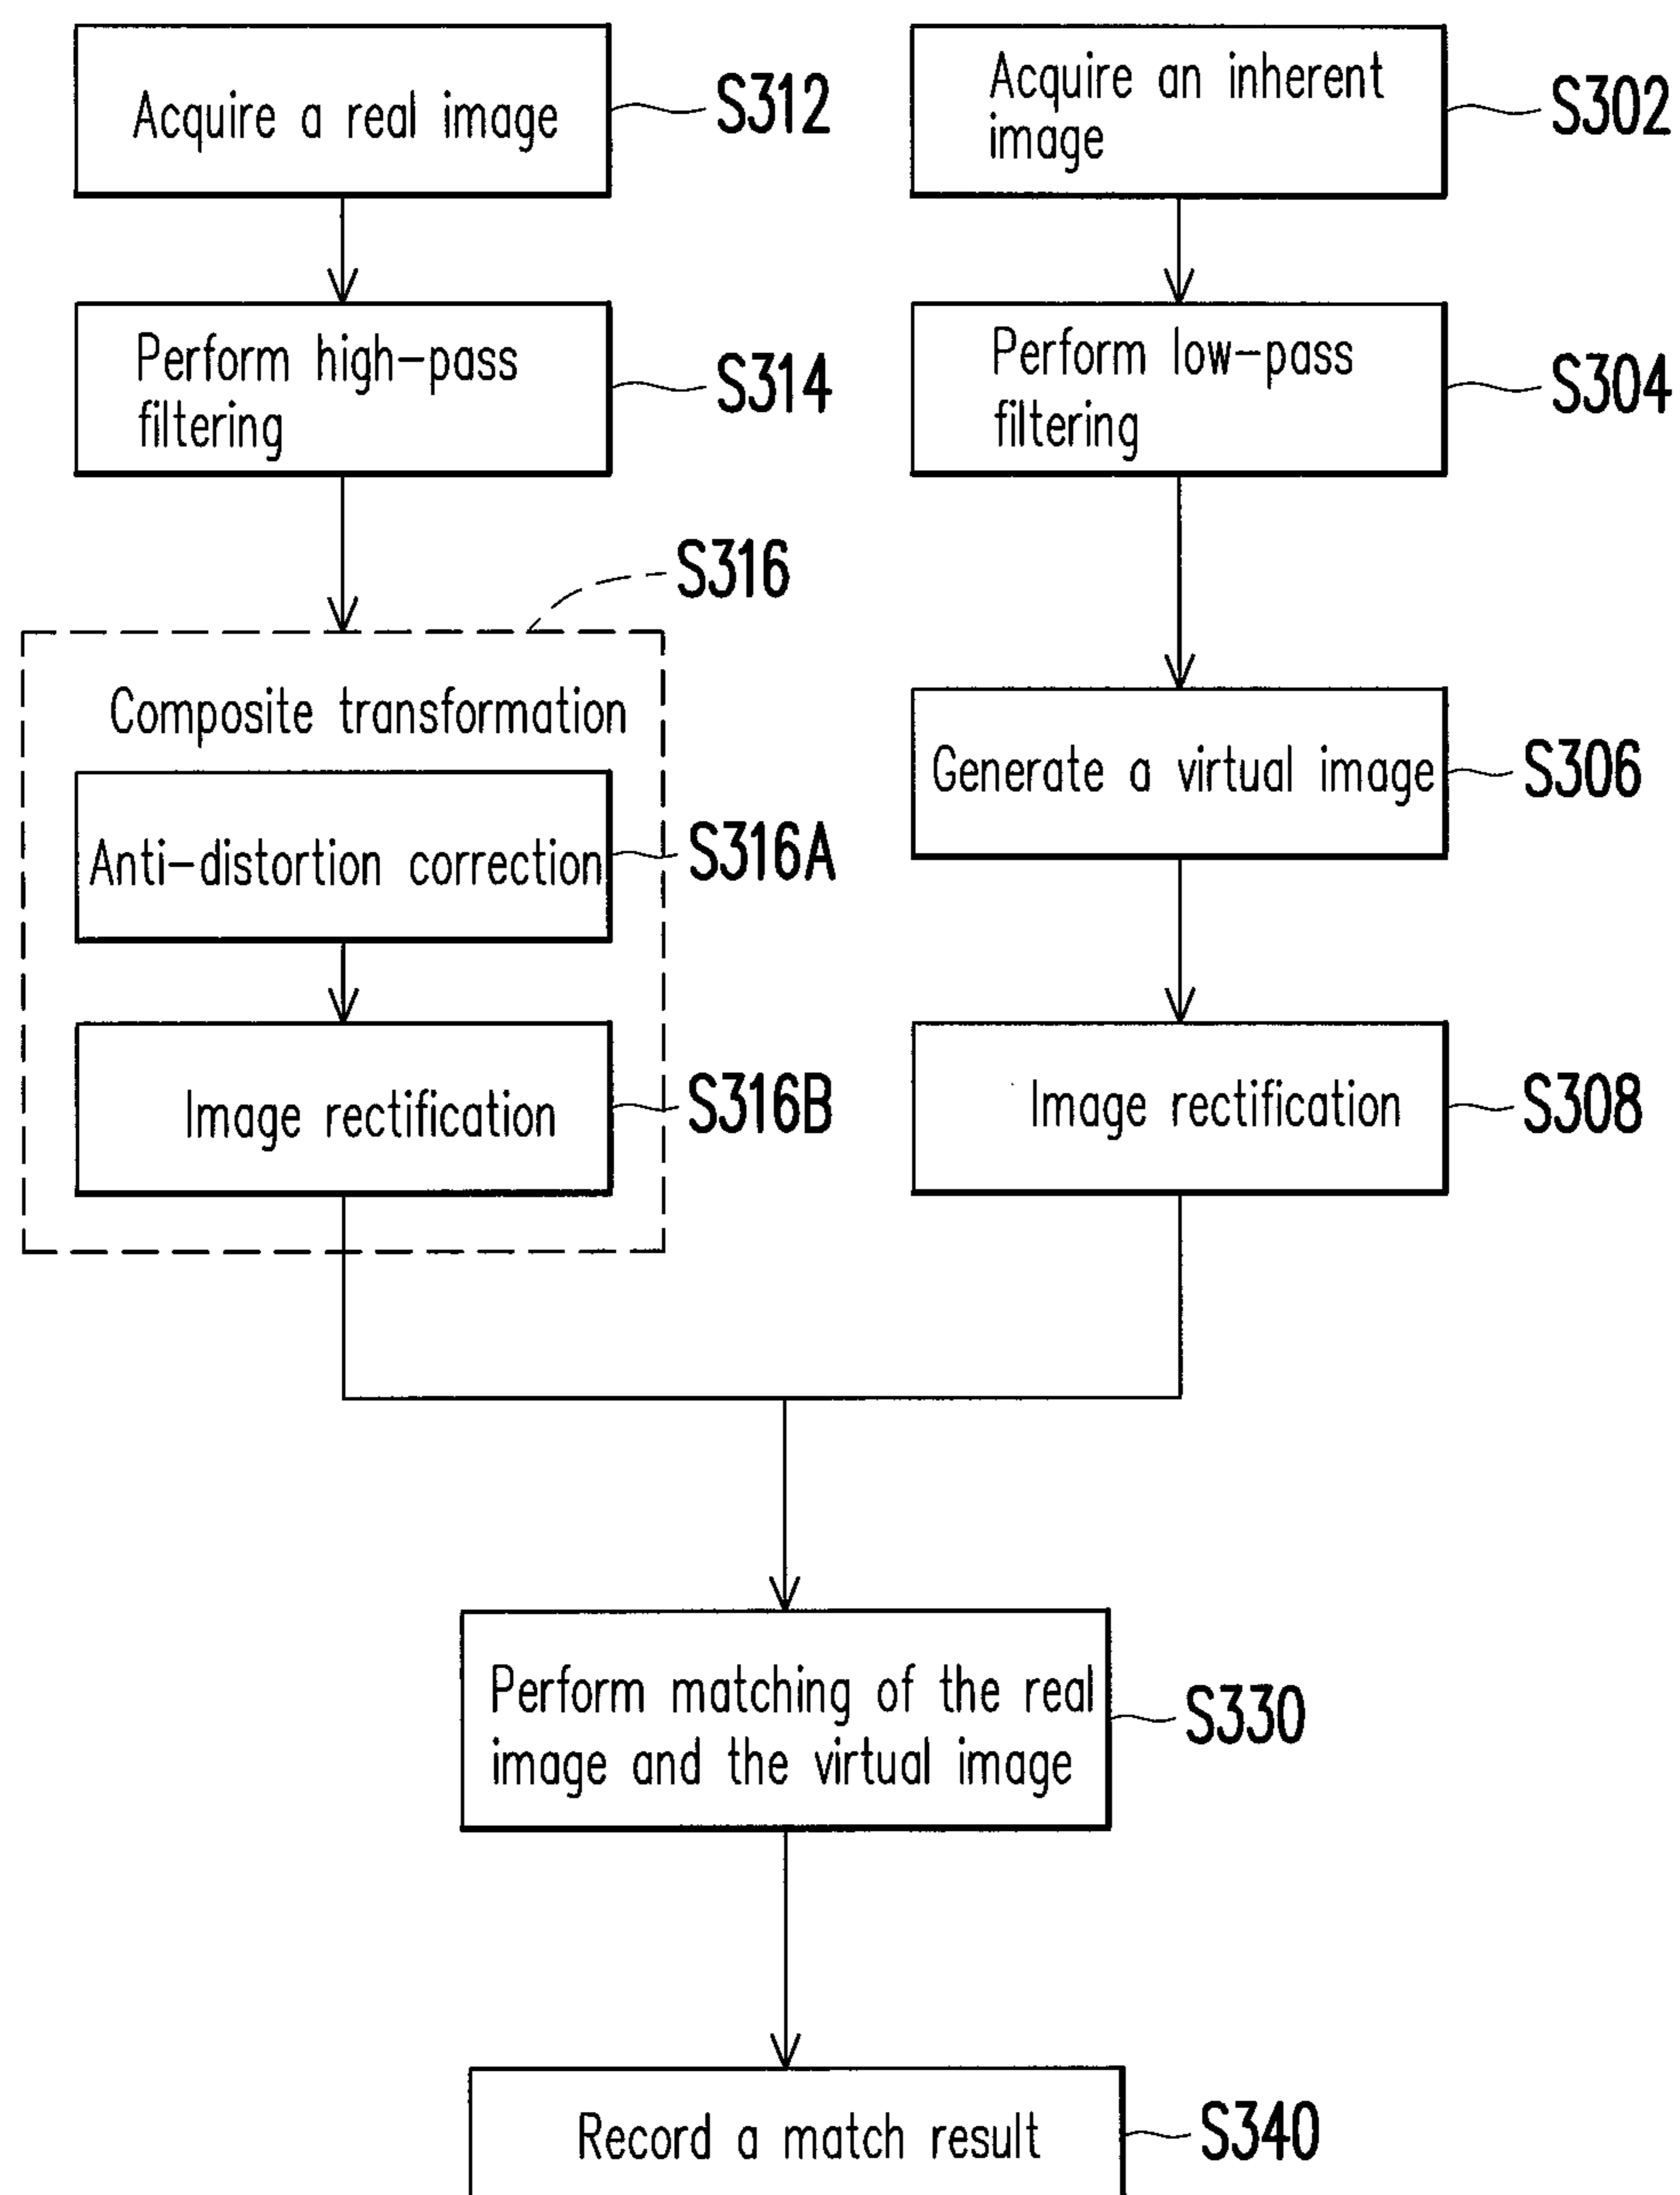 Acquire a real image
S312
Acquire an inherent
image
S302
Perform high-pass
filtering
S314
Perform low-pass
filtering
S304
S316
Composite transformation
Anti-distortion correction
S316A
Generate a virtual image
S306
Image rectification
S316B
Image rectification
S308
Perform matching of the real
image and the virtual image
S330
Record a match result
S340